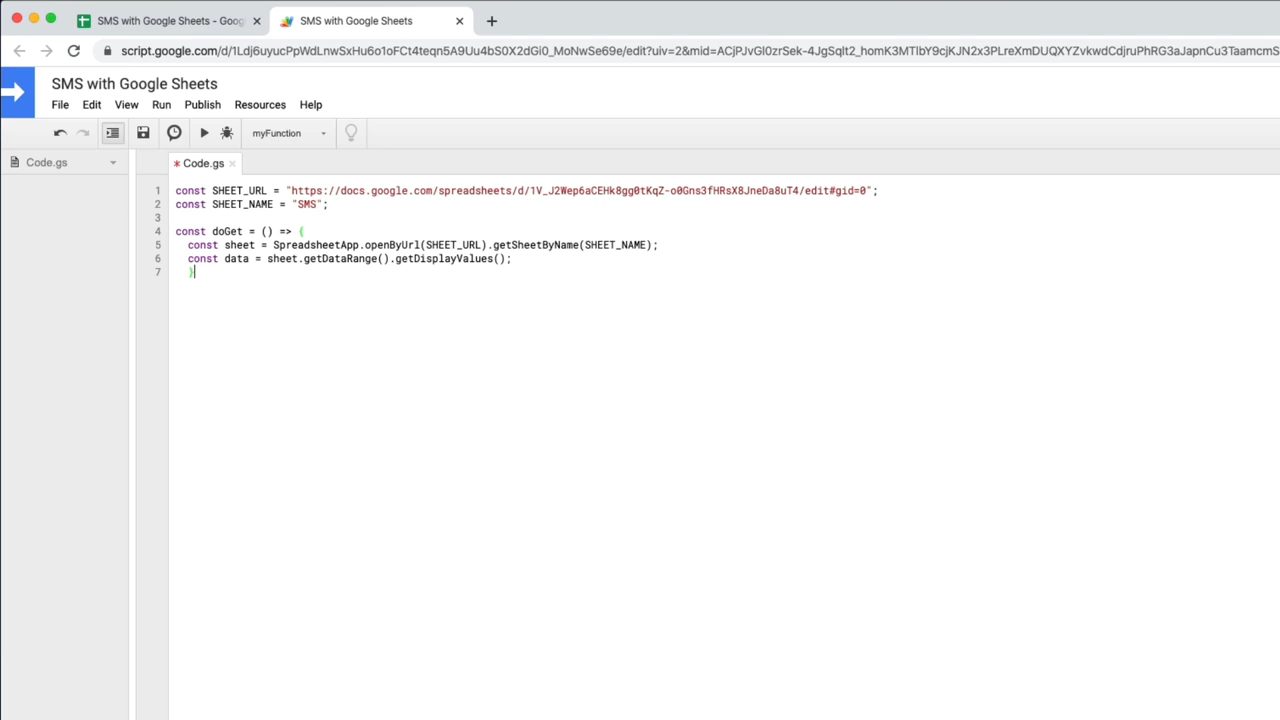 SMS with Google Sheets - Goog
SMS with Google Sheets
script.google.com/d/1Ldj6uyucPpWdLnwSxHu6o1oFCt4teqn5A9Uu4bS0X2dGi0_MoNwSe69e/edit?uiv=2&mid=ACjPJvGl0zrSek-4JgSqlt2_homK3MTlbY9cjKJN2x3PLreXmDUQXYZvkwdCdjruPhRG3aJapnCu3TaamcmS
SMS with Google Sheets
File Edit View Run Publish Resources Help
myFunction
Code.gs
* Code.gs
1 const SHEET_URL = "https://docs.google.com/spreadsheets/d/1V_J2Wep6aCEHk8gg0tKqZ-o0Gns3fHRsX8JneDa8uT4/edit#gid=0";
2 const SHEET_NAME = "SMS";
3
4 const doGet = () => {
5 const sheet = SpreadsheetApp.openByUrl(SHEET_URL).getSheetByName(SHEET_NAME);
6 const data = sheet.getDataRange().getDisplayValues();
7 }